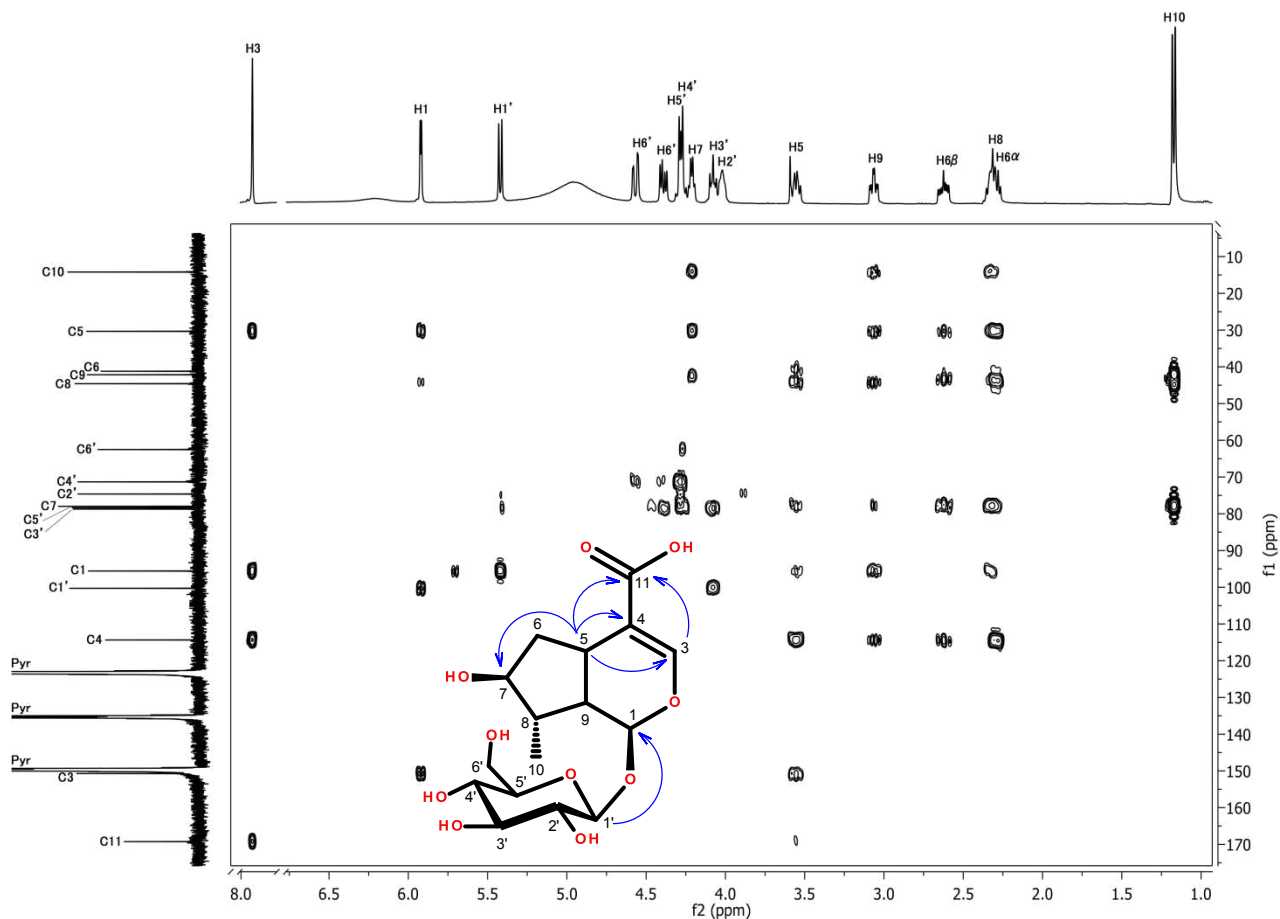 H10
H3
H4'
H5'
H1
H1'
H6'
H6'
H7
H3'
H2'
H8
H6α
H5
H9
H6β
C10
C5
C6
C9
C8
C6'
C4'
C2'
C7
C5'
C3'
C1
C1'
C4
Pyr
Pyr
Pyr
C3
C11
10
20
30
40
50
60
70
80
90
100
110
120
130
140
150
160
170
f1 (ppm)
O
OH
11
4
6
5
3
HO
7
O
8
9
1
OH
10
6'
5'
O
O
4'
HO
HO
3'
2'
OH
1'
8.0
6.5
6.0
5.5
5.0
4.5
4.0
3.5
3.0
2.5
2.0
1.5
1.0
f2 (ppm)